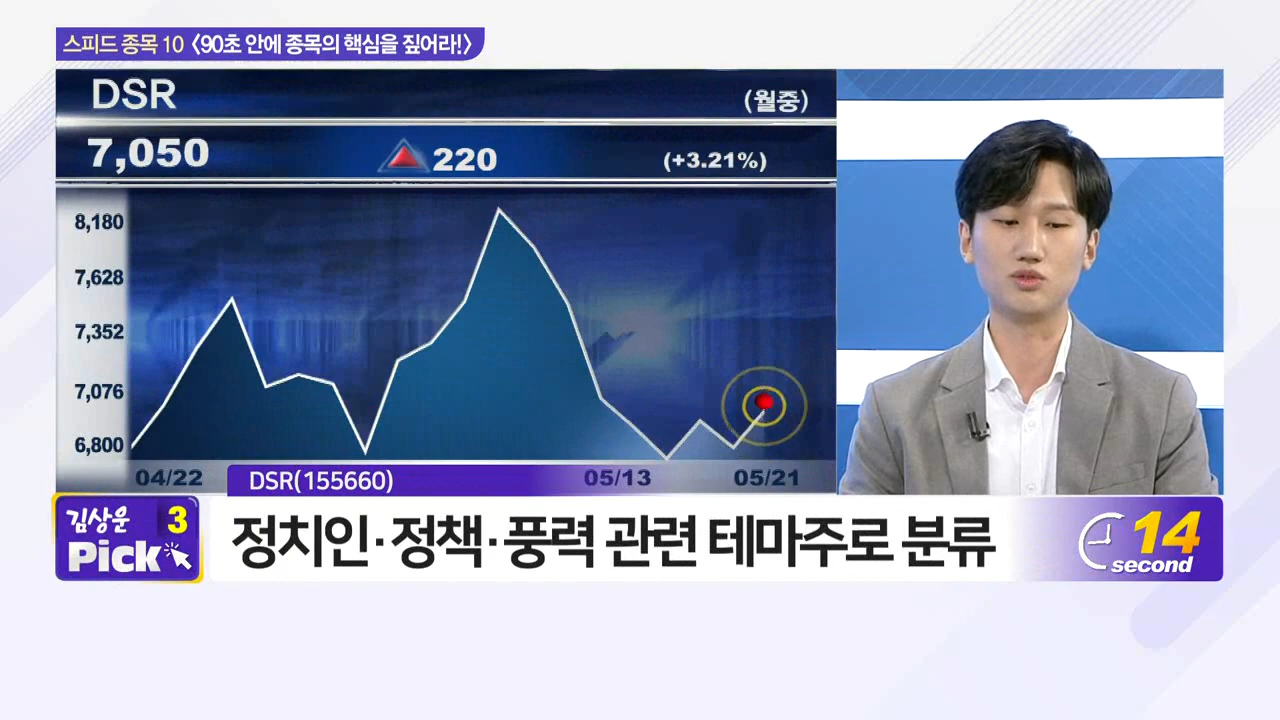 스피드 종목 10 〈90초 안에 종목의 핵심을 짚어라!〉
DSR
(월중)
7,050 ▲ 220 (+3.21%)
8,180
7,628
7,352
7,076
6,800
04/22 05/13 05/21
DSR(155660)
김상운 3
Pick
정치인·정책·풍력 관련 테마주로 분류
14
second